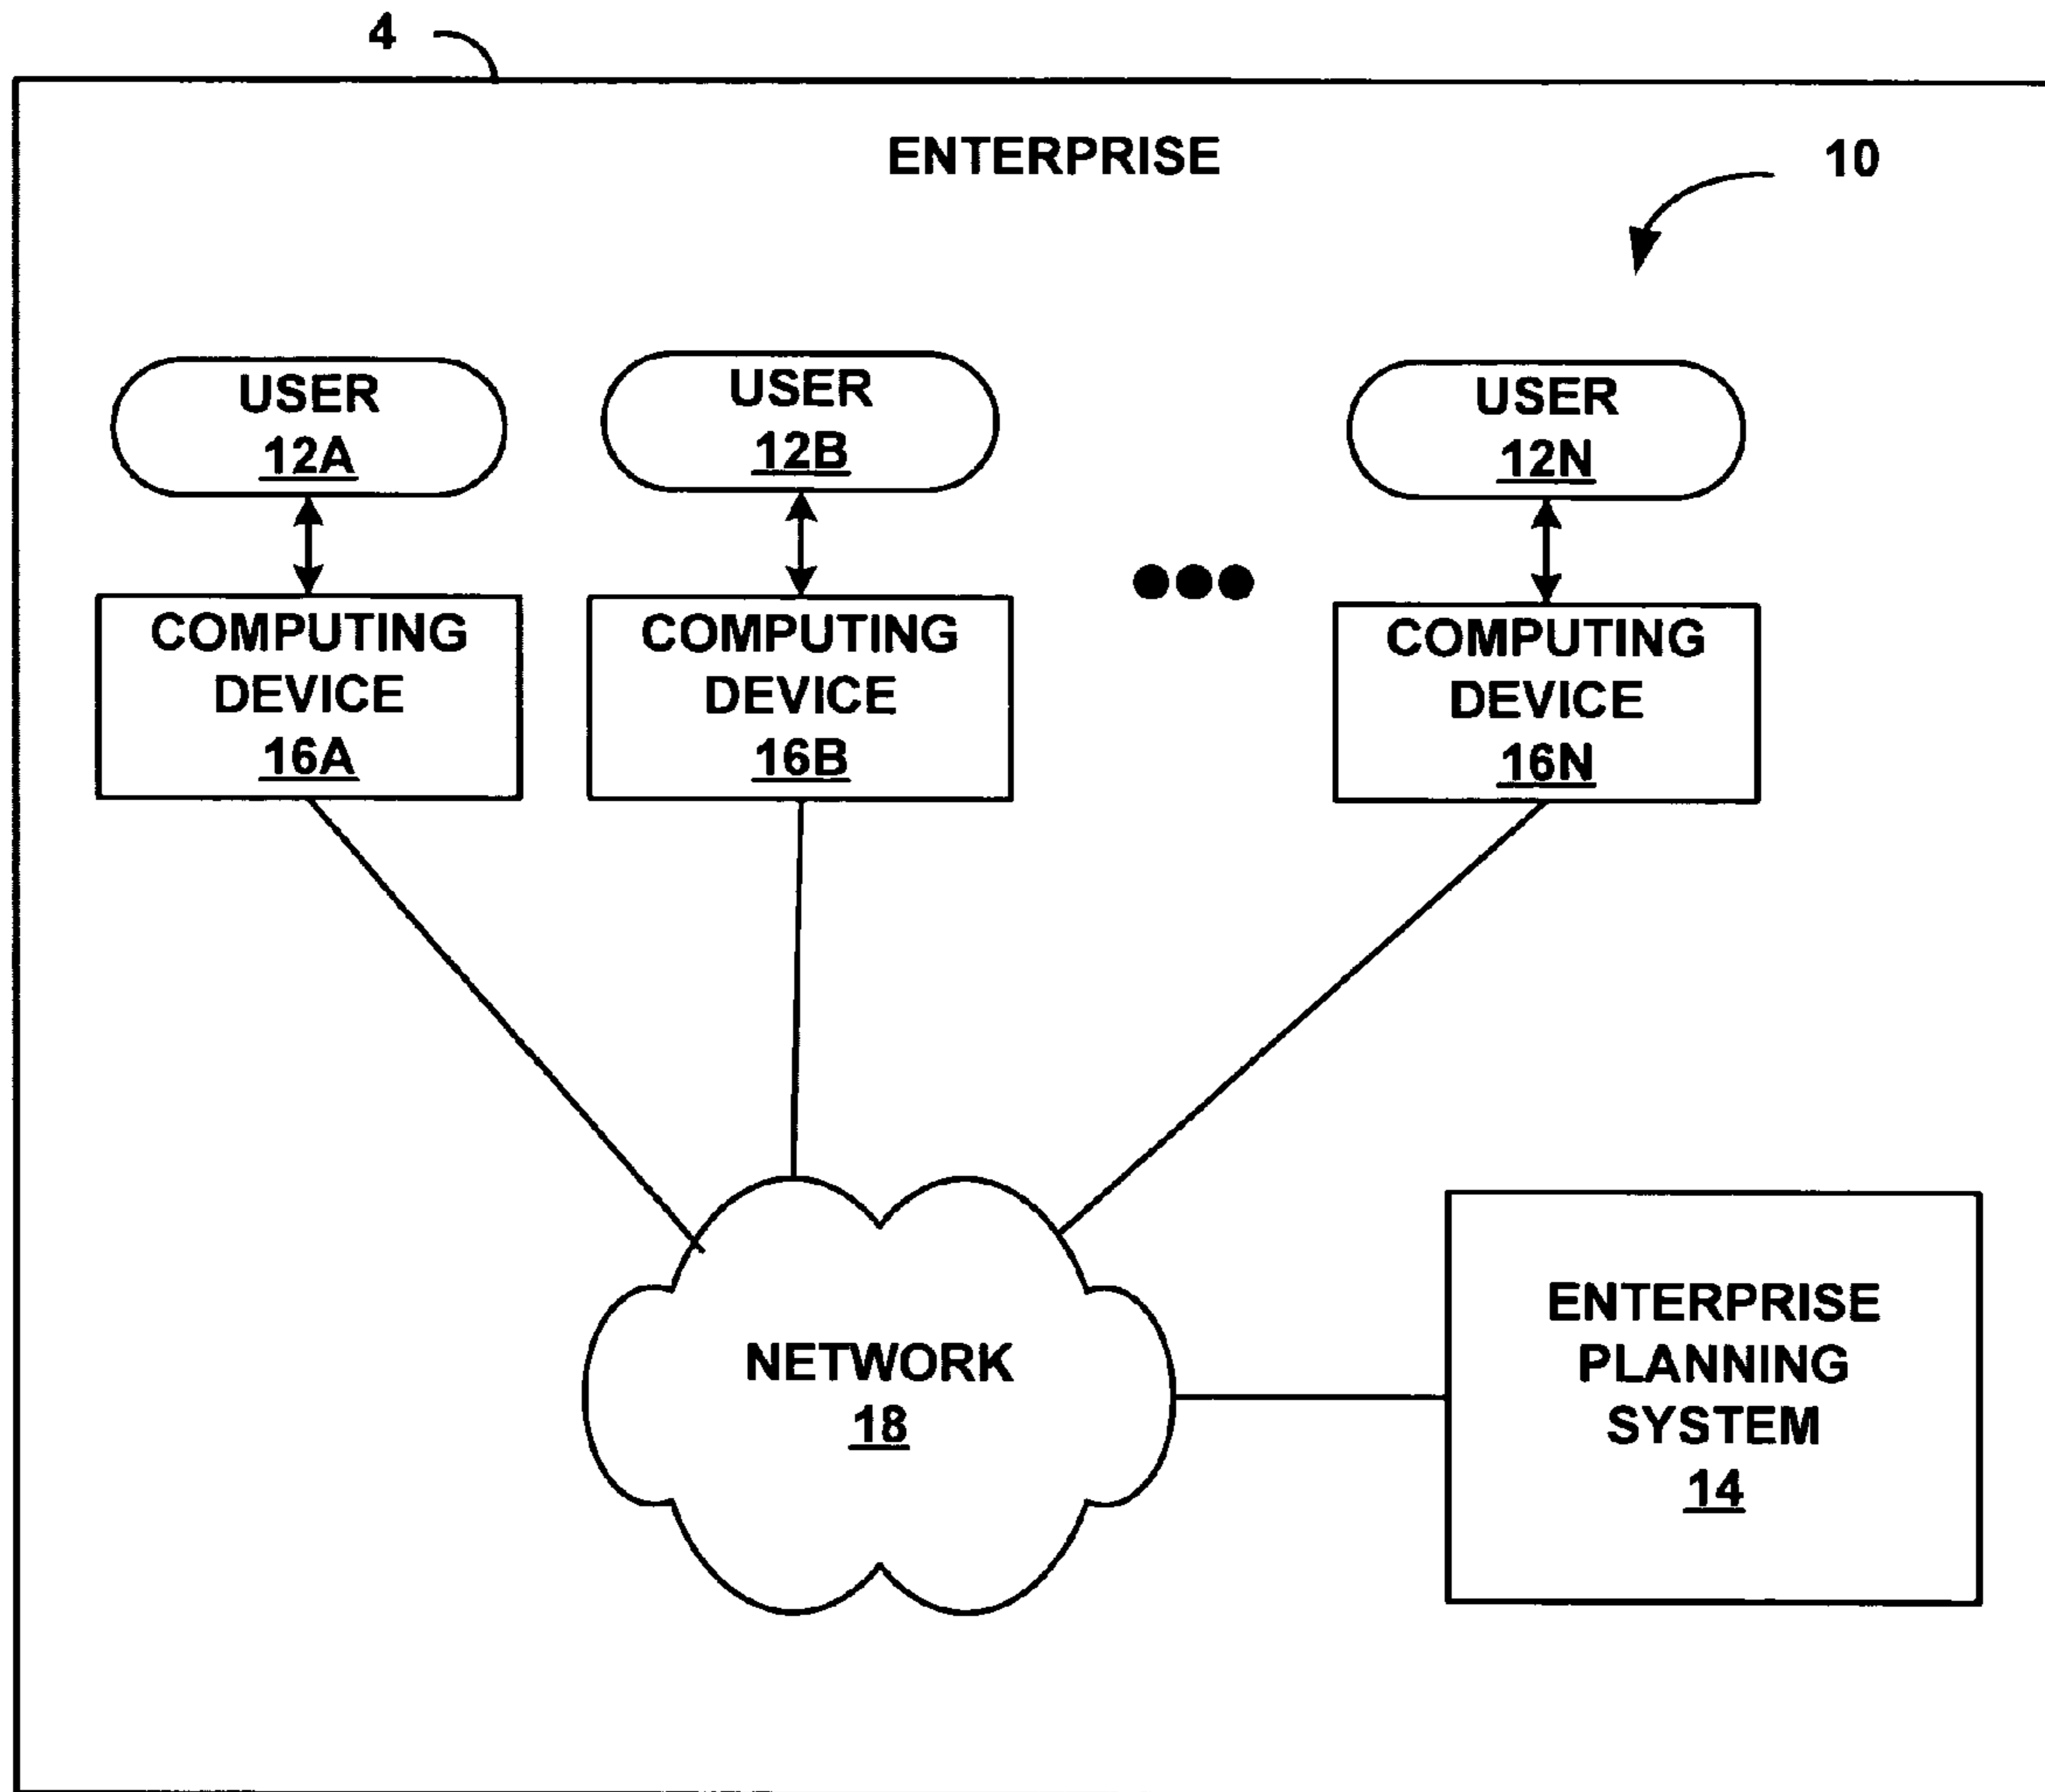 4
ENTERPRISE
10
USER
12A
USER
12B
USER
12N
COMPUTING
DEVICE
16A
COMPUTING
DEVICE
16B
COMPUTING
DEVICE
16N
NETWORK
18
ENTERPRISE
PLANNING
SYSTEM
14